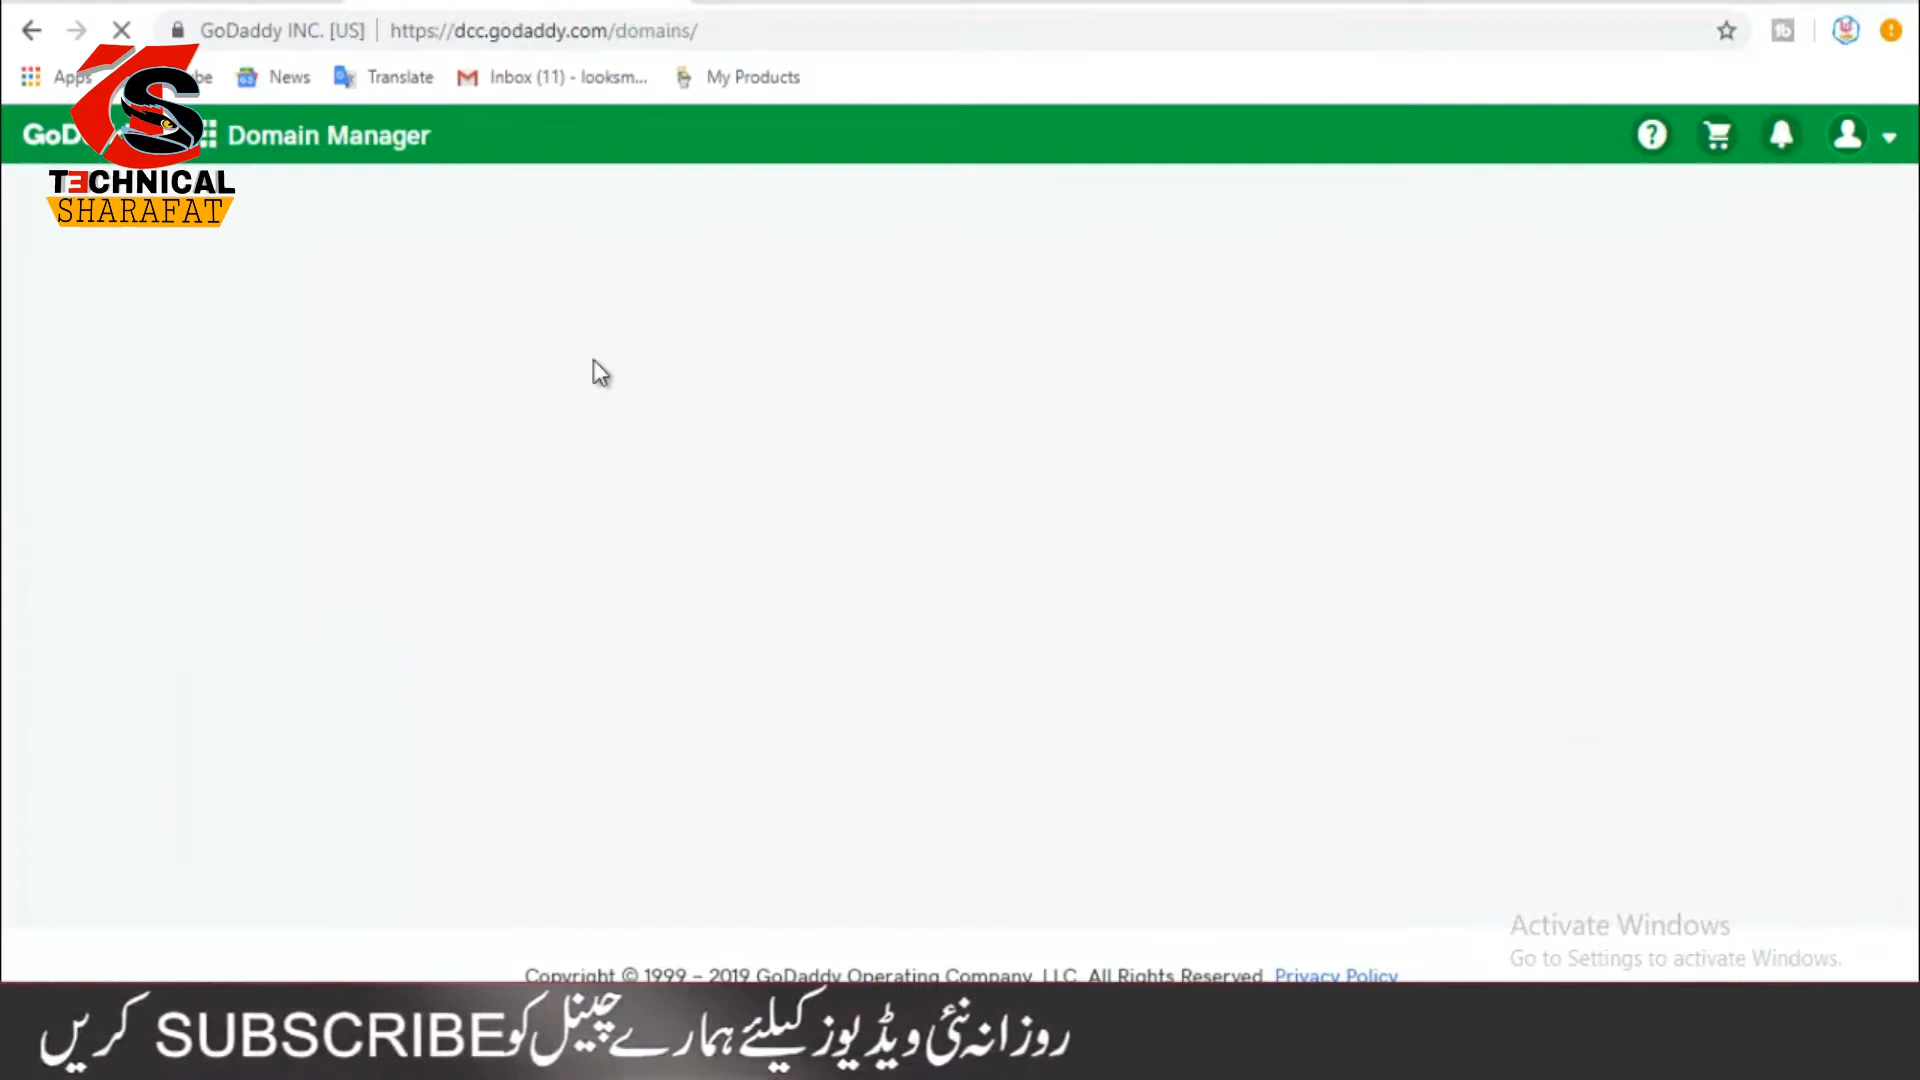 GoDaddy INC. [US] | https://dcc.godaddy.com/domains/
Apps
be
News
Translate
Inbox (11) - looksm...
My Products
GoD
Domain Manager
TECHNICAL
SHARAFAT
Activate Windows
Go to Settings to activate Windows.
Copyright © 1999 – 2019 GoDaddy Operating Company, LLC. All Rights Reserved. Privacy Policy
روزانہ نئی ویڈیوز کیلئے ہمارے چینل کو SUBSCRIBE کریں